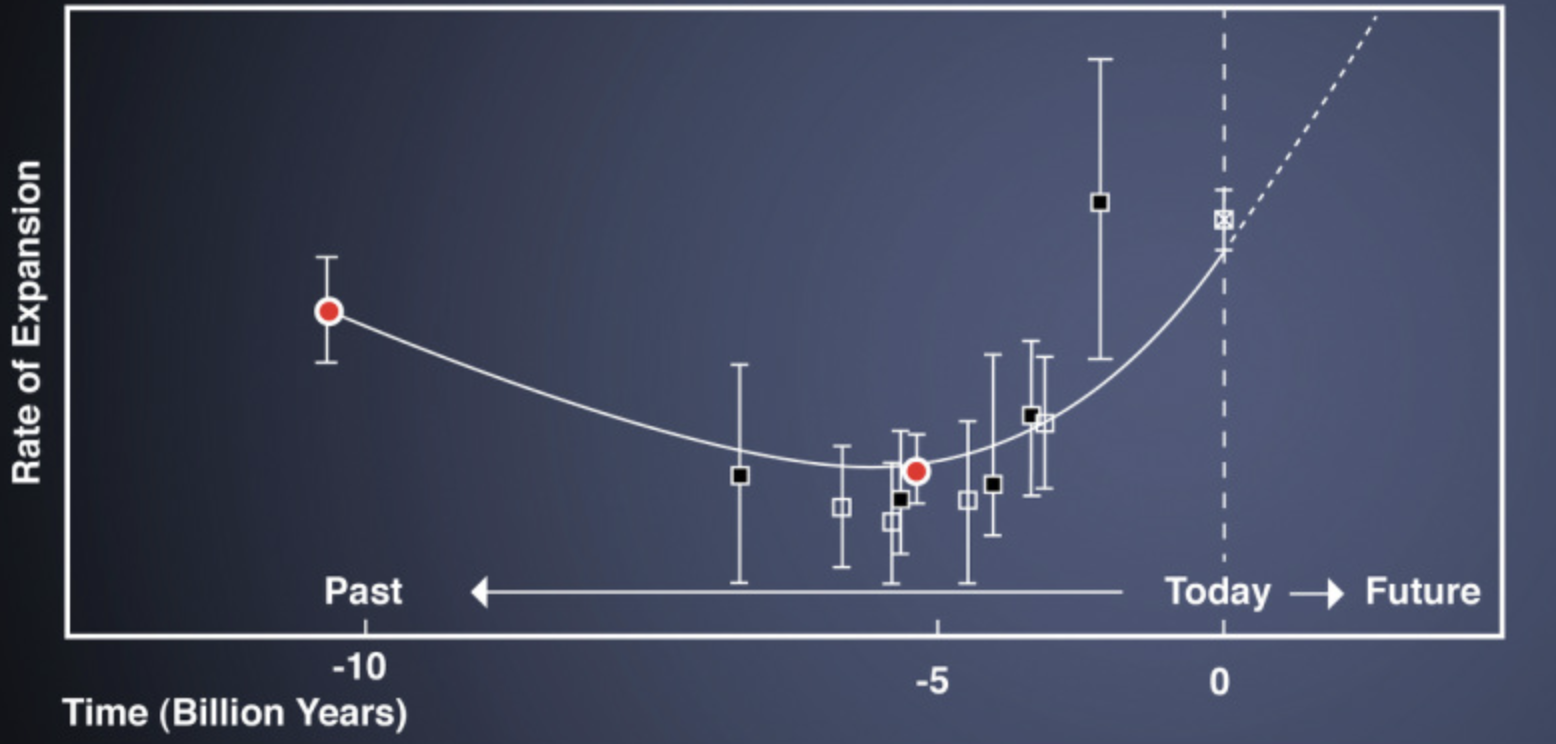 Rate of Expansion
Past
Today
Future
-10
-5
0
Time (Billion Years)